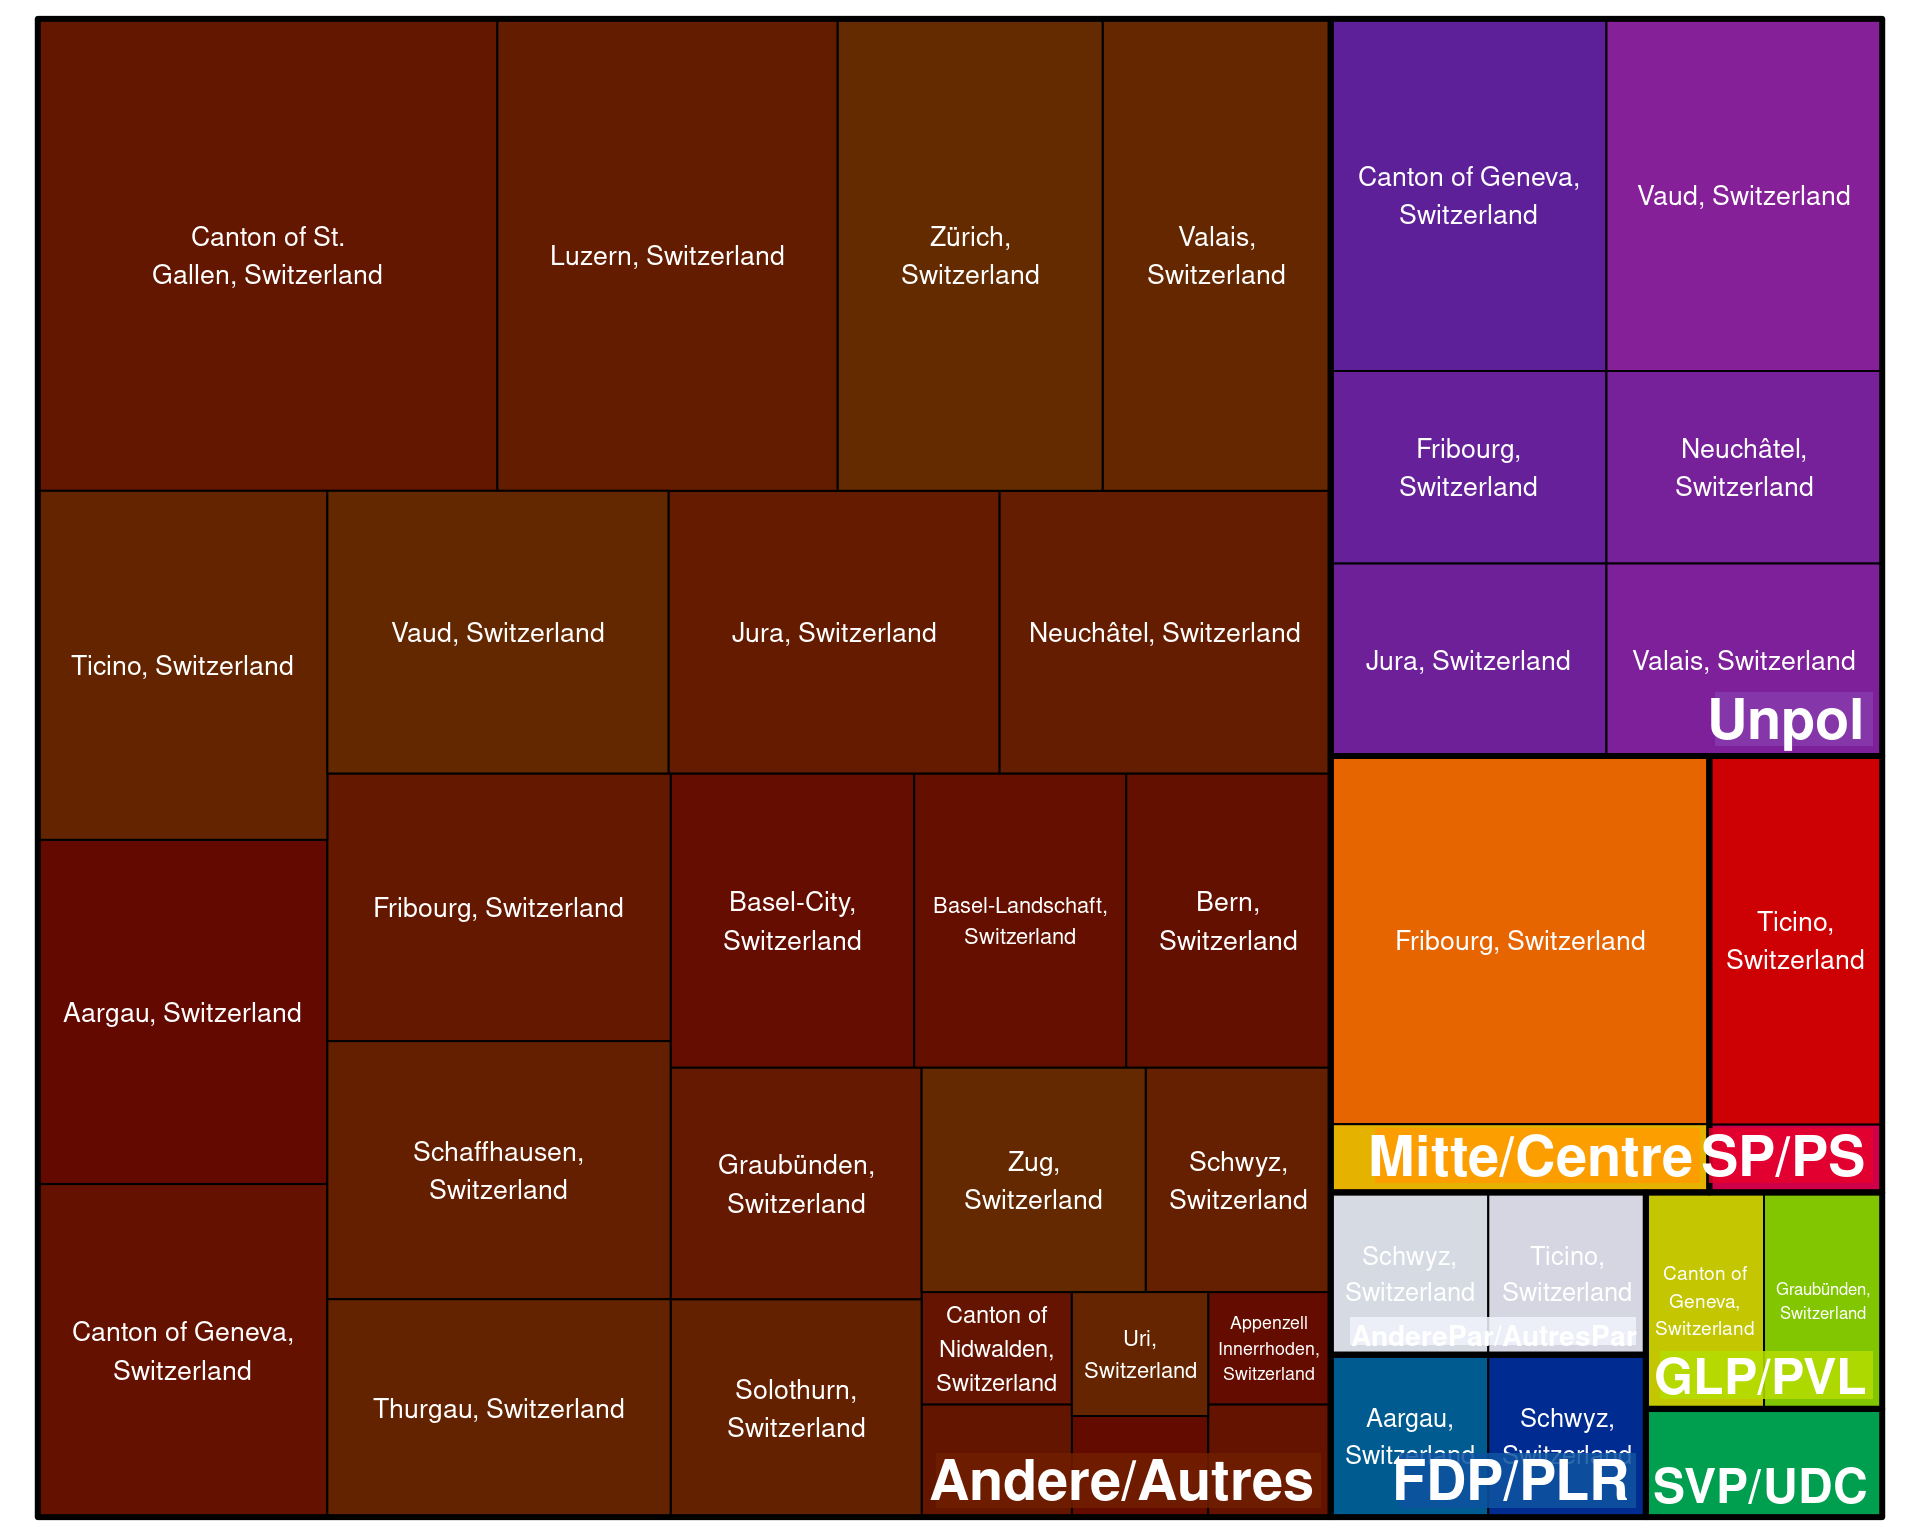 Canton of St.
Gallen, Switzerland
Luzern, Switzerland
Zürich,
Switzerland
Valais,
Switzerland
Ticino, Switzerland
Vaud, Switzerland
Jura, Switzerland
Neuchâtel, Switzerland
Aargau, Switzerland
Fribourg, Switzerland
Basel-City,
Switzerland
Basel-Landschaft,
Switzerland
Bern,
Switzerland
Canton of Geneva,
Switzerland
Schaffhausen,
Switzerland
Graubünden,
Switzerland
Zug,
Switzerland
Schwyz,
Switzerland
Thurgau, Switzerland
Solothurn,
Switzerland
Canton of
Nidwalden,
Switzerland
Uri,
Switzerland
Appenzell
Innerrhoden,
Switzerland
Andere/Autres
Canton of Geneva,
Switzerland
Vaud, Switzerland
Fribourg,
Switzerland
Neuchâtel,
Switzerland
Jura, Switzerland
Valais, Switzerland
Unpol
Fribourg, Switzerland
Mitte/Centre
Ticino,
Switzerland
SP/PS
Schwyz,
Switzerland
Ticino,
Switzerland
AnderePar/AutresPar
Canton of
Geneva,
Switzerland
Graubünden,
Switzerland
GLP/PVL
Aargau,
Switzerland
Schwyz,
Switzerland
FDP/PLR
SVP/UDC